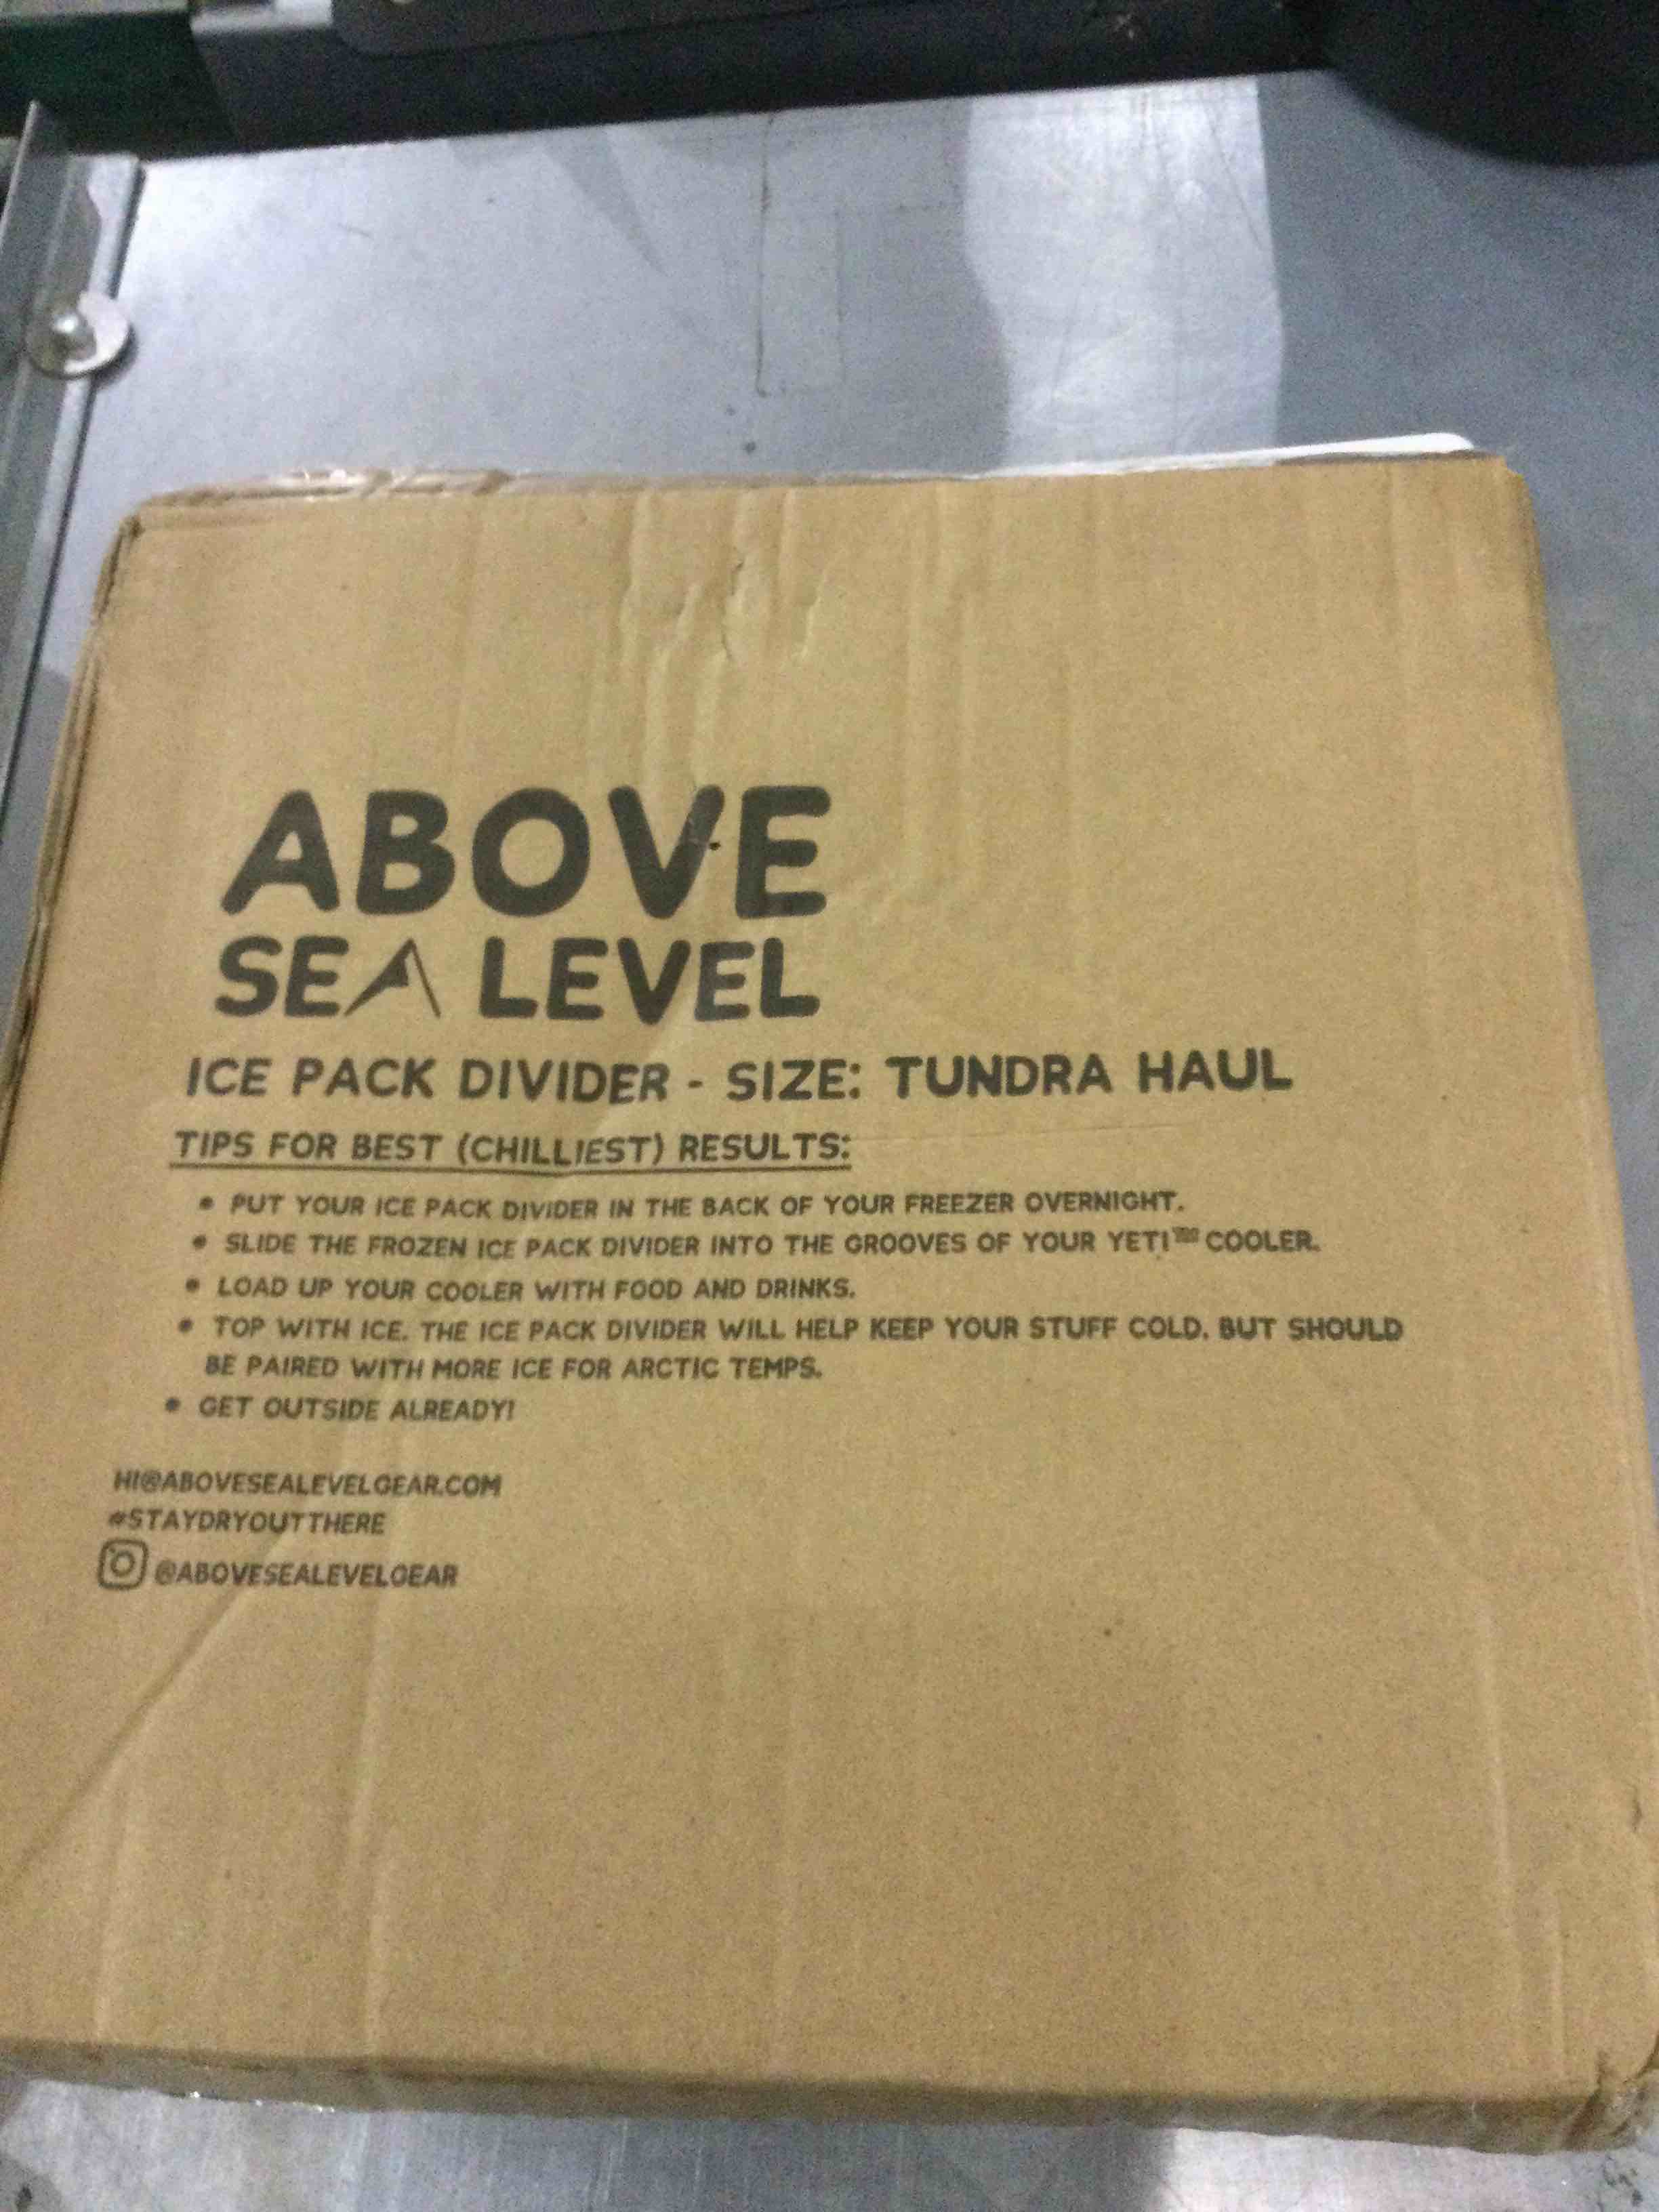 ABOVE
SEA LEVEL
ICE PACK DIVIDER - SIZE: TUNDRA HAUL
TIPS FOR BEST (CHILLIEST) RESULTS:
• PUT YOUR ICE PACK DIVIDER IN THE BACK OF YOUR FREEZER OVERNIGHT.
• SLIDE THE FROZEN ICE PACK DIVIDER INTO THE GROOVES OF YOUR YETI™ COOLER.
• LOAD UP YOUR COOLER WITH FOOD AND DRINKS.
• TOP WITH ICE. THE ICE PACK DIVIDER WILL HELP KEEP YOUR STUFF COLD, BUT SHOULD
BE PAIRED WITH MORE ICE FOR ARCTIC TEMPS.
• GET OUTSIDE ALREADY!
HI@ABOVESEALEVELGEAR.COM
#STAYDRYOUTTHERE
@ABOVESEALEVELGEAR